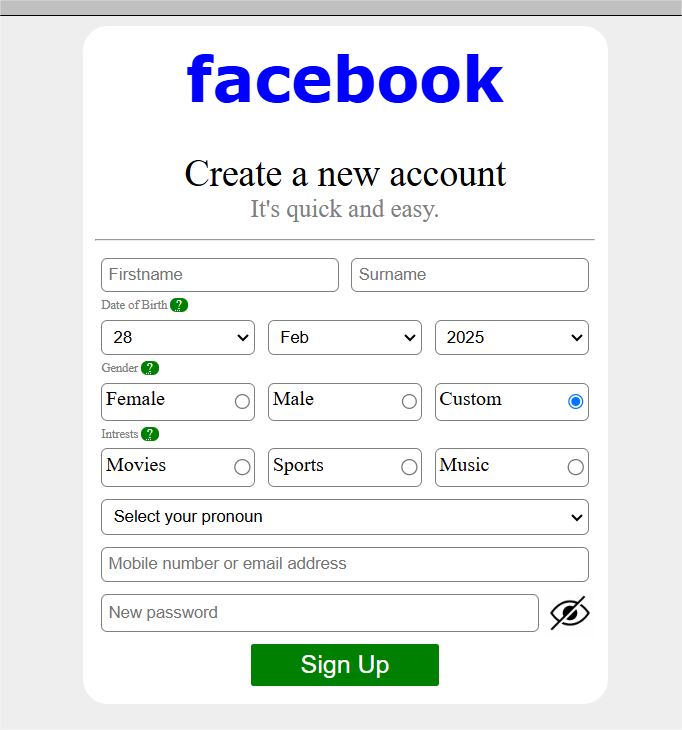 facebook
Create a new account
It's quick and easy.
Firstname Surname
Date of Birth ?
28 Feb 2025
Gender ?
Female Male Custom
Intrests ?
Movies Sports Music
Select your pronoun
Mobile number or email address
New password
Sign Up